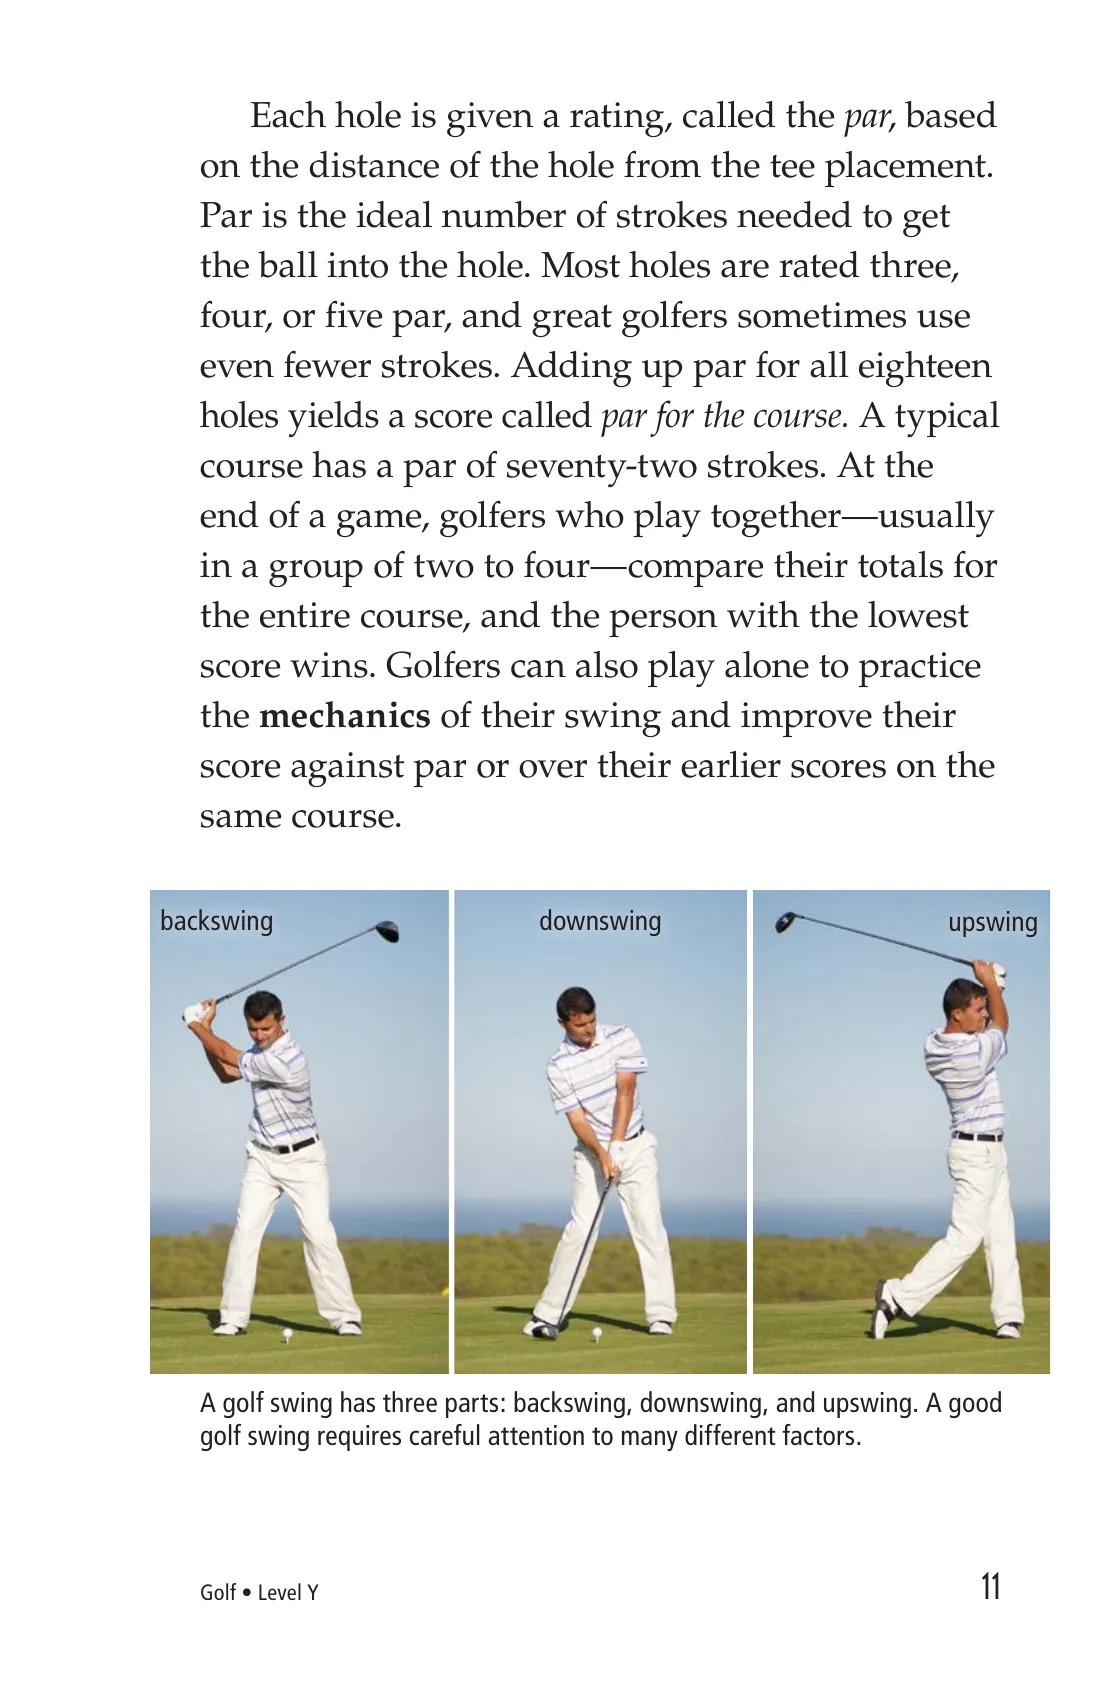 Each hole is given a rating, called the par, based
on the distance of the hole from the tee placement.
Par is the ideal number of strokes needed to get
the ball into the hole. Most holes are rated three,
four, or five par, and great golfers sometimes use
even fewer strokes. Adding up par for all eighteen
holes yields a score called par for the course. A typical
course has a par of seventy-two strokes. At the
end of a game, golfers who play together—usually
in a group of two to four—compare their totals for
the entire course, and the person with the lowest
score wins. Golfers can also play alone to practice
the mechanics of their swing and improve their
score against par or over their earlier scores on the
same course.
backswing
downswing
upswing
A golf swing has three parts: backswing, downswing, and upswing. A good
golf swing requires careful attention to many different factors.
Golf • Level Y
11